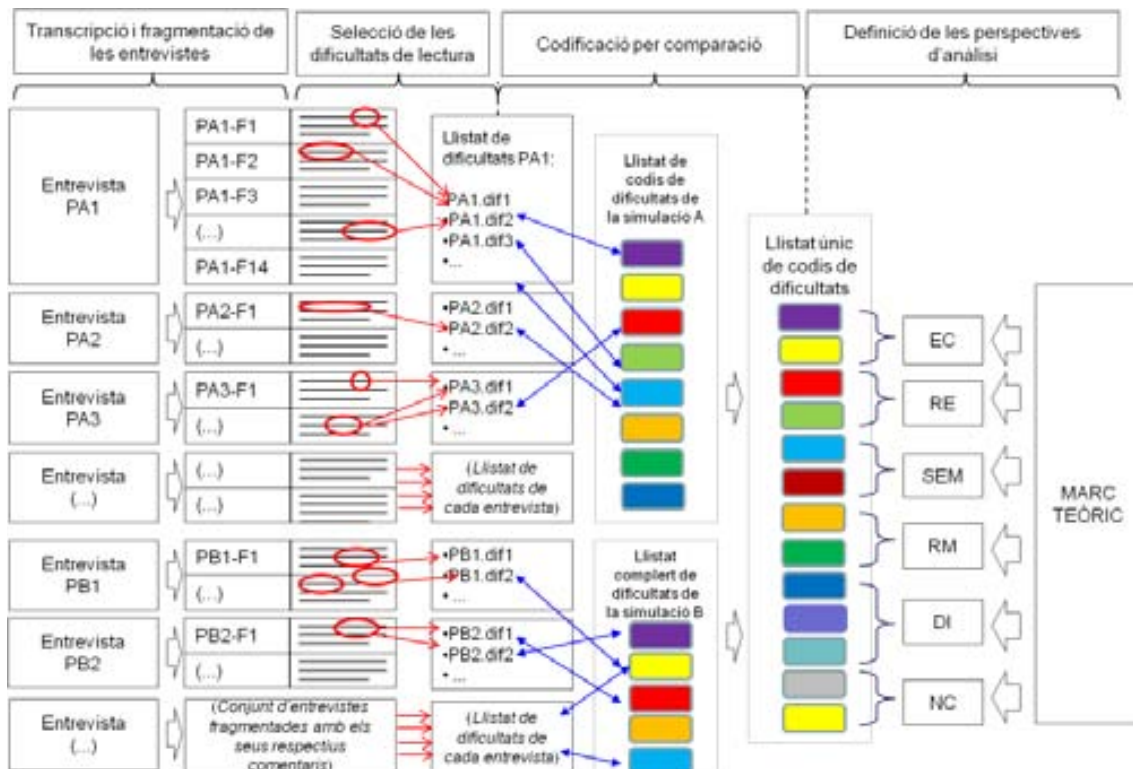 Transcripció i fragmentació de
les entrevistes
Selecció de les
dificultats de lectura
Codificació per comparació
Definició de les perspectives
d'anàlisi
Entrevista
PA1
PA1-F1
PA1-F2
PA1-F3
(...)
PA1-F14
Llistat de
dificultats PA1:
•PA1.dif1
•PA1.dif2
•PA1.dif3
•...
Entrevista
PA2
PA2-F1
(...)
•PA2.dif1
•PA2.dif2
• ...
Entrevista
PA3
PA3-F1
(...)
•PA3.dif1
•PA3.dif2
• ...
Entrevista
(...)
(...)
(...)
(Llistat de
dificultats de
cada entrevista)
Entrevista
PB1
PB1-F1
(...)
•PB1.dif1
•PB1.dif2
• ...
Entrevista
PB2
PB2-F1
(...)
•PB2.dif1
•PB2.dif2
• ...
Entrevista
(...)
(Conjunt d'entrevistes
fragmentades amb els
seus respectius
comentaris)
(Llistat de
dificultats de
cada entrevista)
Llistat de
codis de
dificultats de
la simulació A
Llistat
complert de
dificultats de
la simulació B
Llistat únic
de codis de
dificultats
EC
RE
SEM
RM
DI
NC
MARC
TEÒRIC